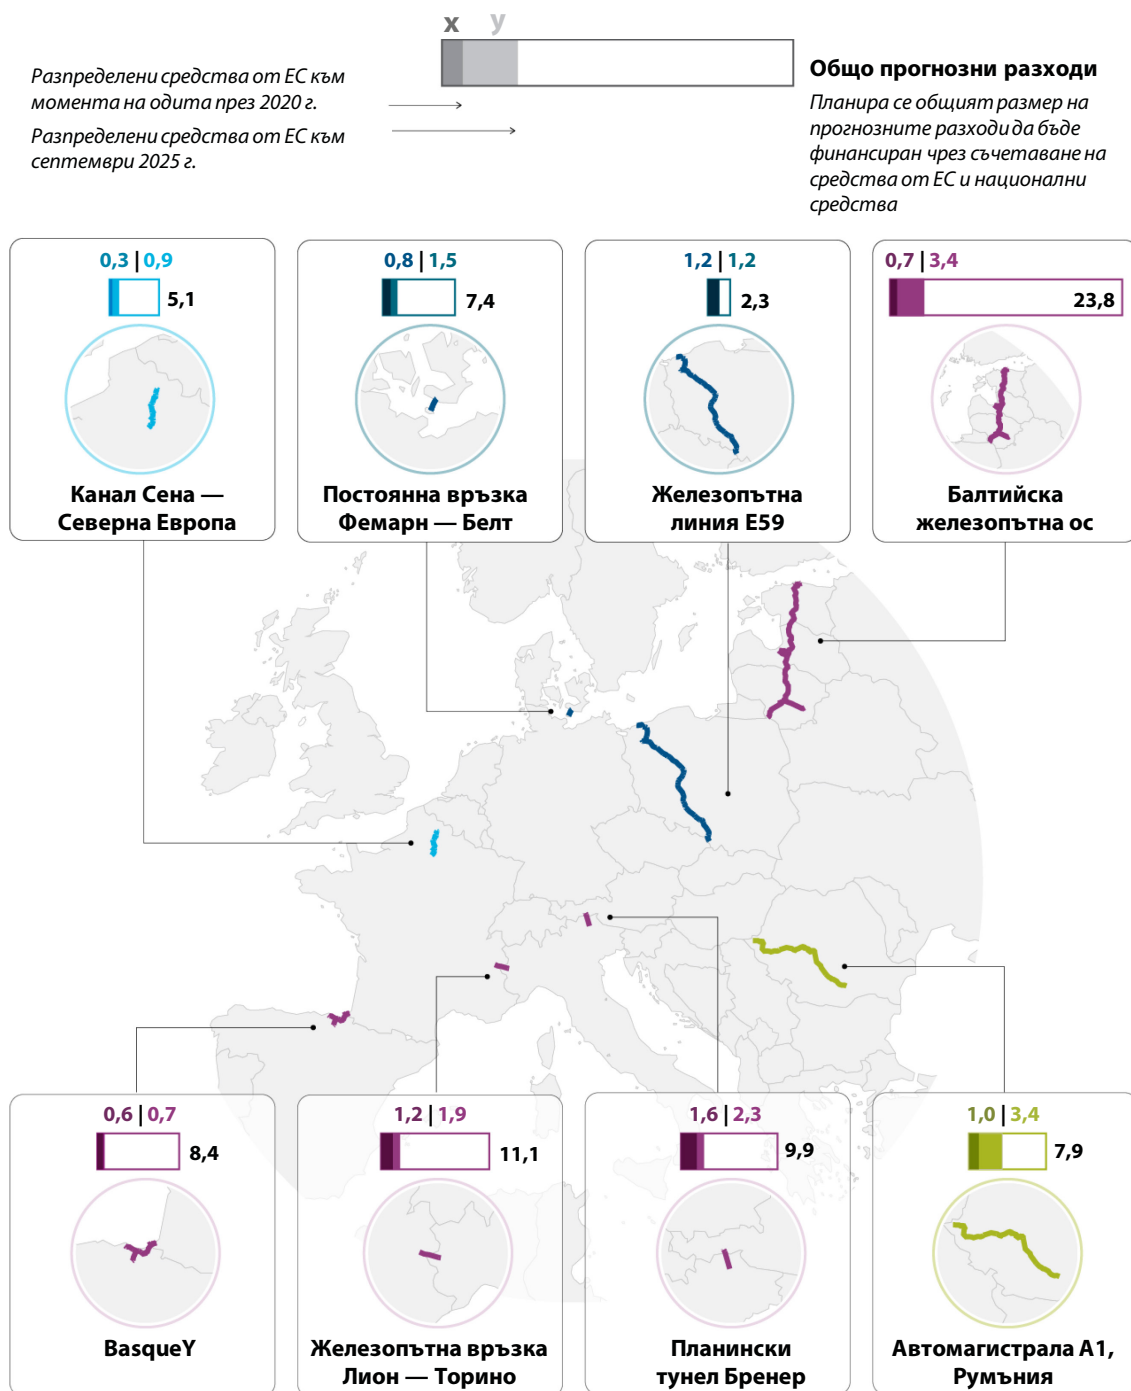 x y
Разпределени средства от ЕС към
момента на одита през 2020 г.
Разпределени средства от ЕС към
септември 2025 г.
Общо прогнозни разходи
Планира се общият размер на
прогнозните разходи да бъде
финансиран чрез съчетаване на
средства от ЕС и национални
средства
0,3 | 0,9
5,1
Канал Сена —
Северна Европа
0,8 | 1,5
7,4
Постоянна връзка
Фемарн — Белт
1,2 | 1,2
2,3
Железопътна
линия E59
0,7 | 3,4
23,8
Балтийска
железопътна ос
0,6 | 0,7
8,4
BasqueY
1,2 | 1,9
11,1
Железопътна връзка
Лион — Торино
1,6 | 2,3
9,9
Планински
тунел Бренер
1,0 | 3,4
7,9
Автомагистрала A1,
Румъния